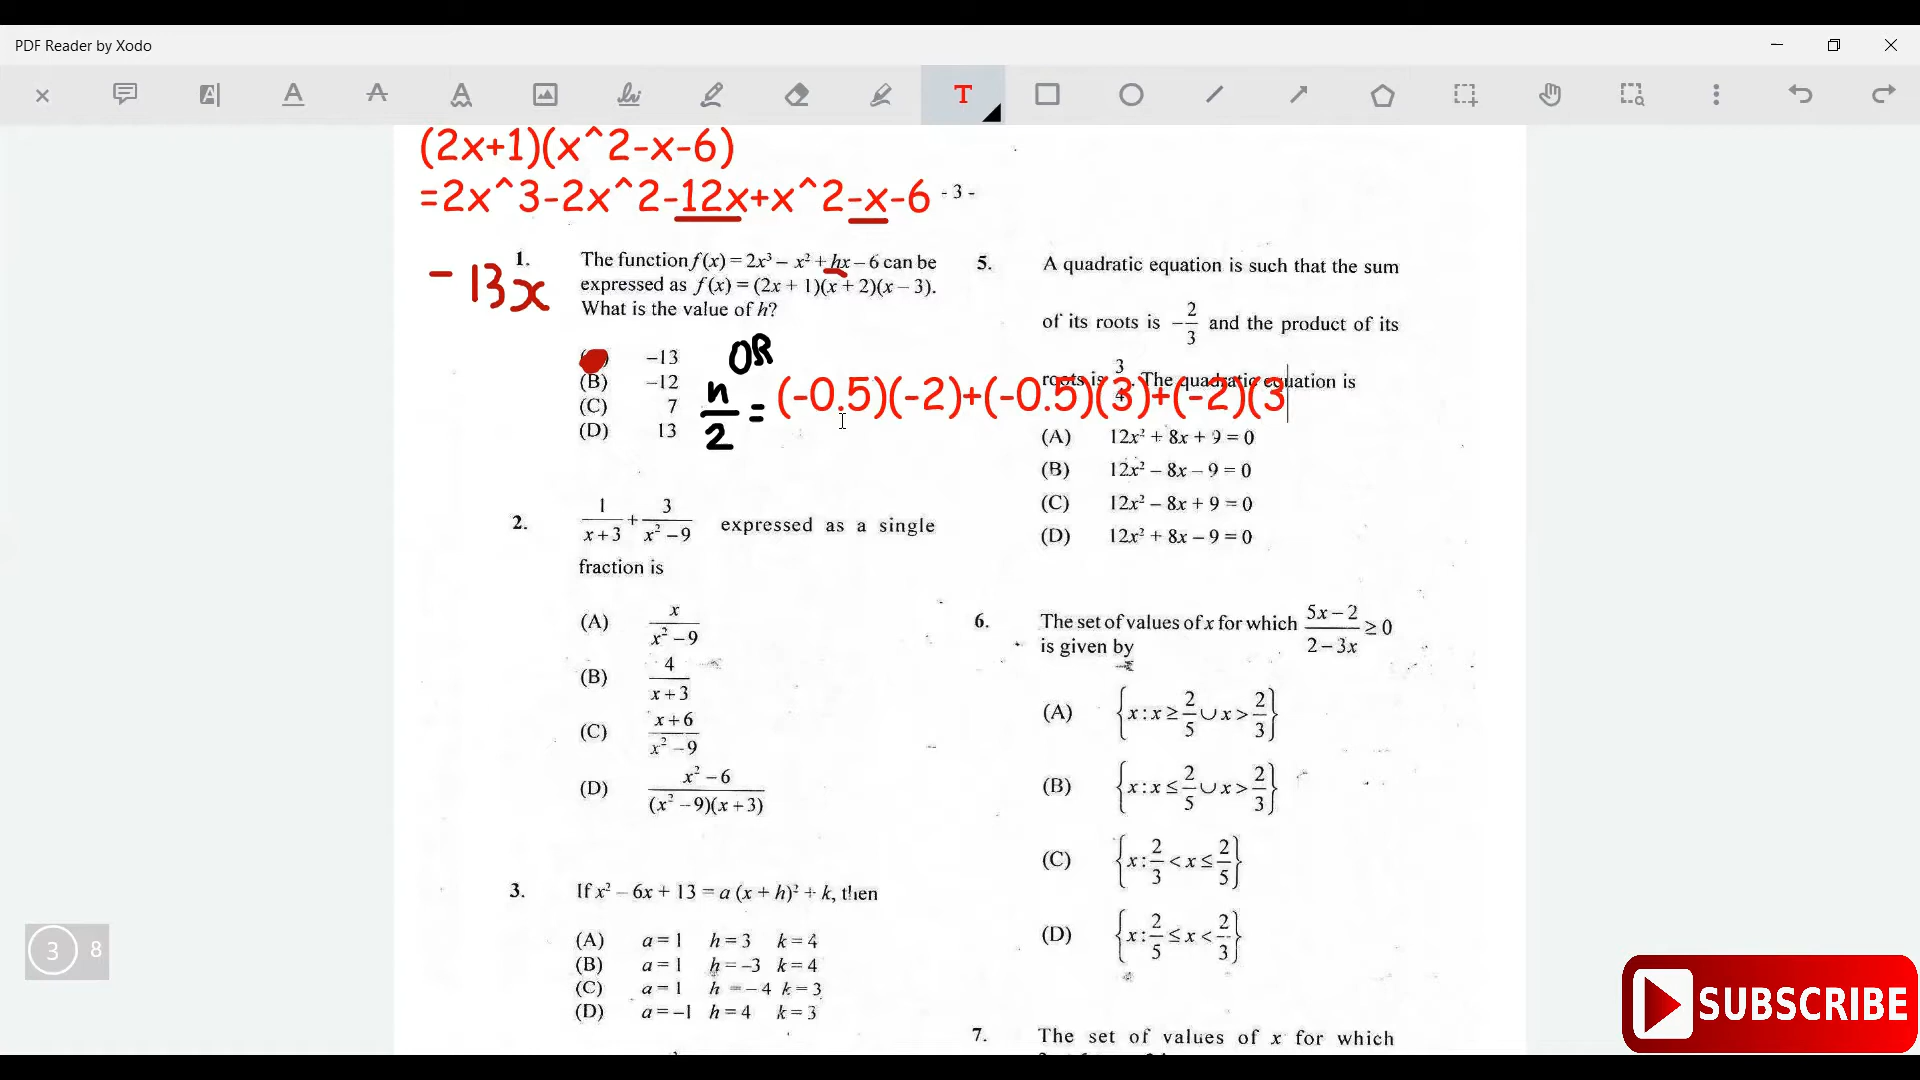 PDF Reader by Xodo
(2x+1)(x^2-x-6)
=2x^3-2x^2-12x+x^2-x-6
- 3 -
-13x
1. The function f(x) = 2x³ – x² + hx – 6 can be
expressed as f(x) = (2x + 1)(x + 2)(x – 3).
What is the value of h?
–13
(B) –12
(C) 7
(D) 13
OR
h/2 = (-0.5)(-2)+(-0.5)(3)+(-2)(3
2. 1/(x+3) + 3/(x² –9) expressed as a single
fraction is
(A) x/(x² –9)
(B) 4/(x+3)
(C) (x+6)/(x² –9)
(D) (x² –6)/((x² –9)(x+3))
3. If x² – 6x + 13 = a (x + h)² + k, then
(A) a = 1 h = 3 k = 4
(B) a = 1 h = –3 k = 4
(C) a = 1 h = – 4 k = 3
(D) a = –1 h = 4 k = 3
5. A quadratic equation is such that the sum
of its roots is –2/3 and the product of its
roots is 3/4. The quadratic equation is
(A) 12x² + 8x + 9 = 0
(B) 12x² – 8x – 9 = 0
(C) 12x² – 8x + 9 = 0
(D) 12x² + 8x – 9 = 0
6. The set of values of x for which (5x–2)/(2–3x) ≥ 0
is given by
(A) {x : x ≥ 2/5 ∪ x > 2/3}
(B) {x : x ≤ 2/5 ∪ x > 2/3}
(C) {x : 2/3 < x ≤ 2/5}
(D) {x : 2/5 ≤ x < 2/3}
7. The set of values of x for which
3 8
SUBSCRIBE